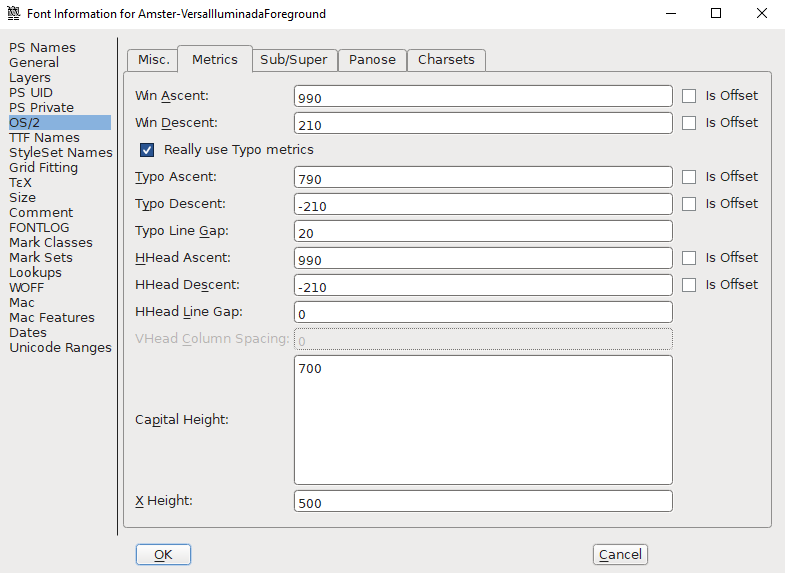 Font Information for Amster-VersalIluminadaForeground
PS Names
General
Layers
PS UID
PS Private
OS/2
TTF Names
StyleSet Names
Grid Fitting
ΤεΧ
Size
Comment
FONTLOG
Mark Classes
Mark Sets
Lookups
WOFF
Mac
Mac Features
Dates
Unicode Ranges
Misc. Metrics Sub/Super Panose Charsets
Win Ascent: 990 Is Offset
Win Descent: 210 Is Offset
Really use Typo metrics
Typo Ascent: 790 Is Offset
Typo Descent: -210 Is Offset
Typo Line Gap: 20
HHead Ascent: 990 Is Offset
HHead Descent: -210 Is Offset
HHead Line Gap: 0
VHead Column Spacing: 0
Capital Height: 700
X Height: 500
OK Cancel